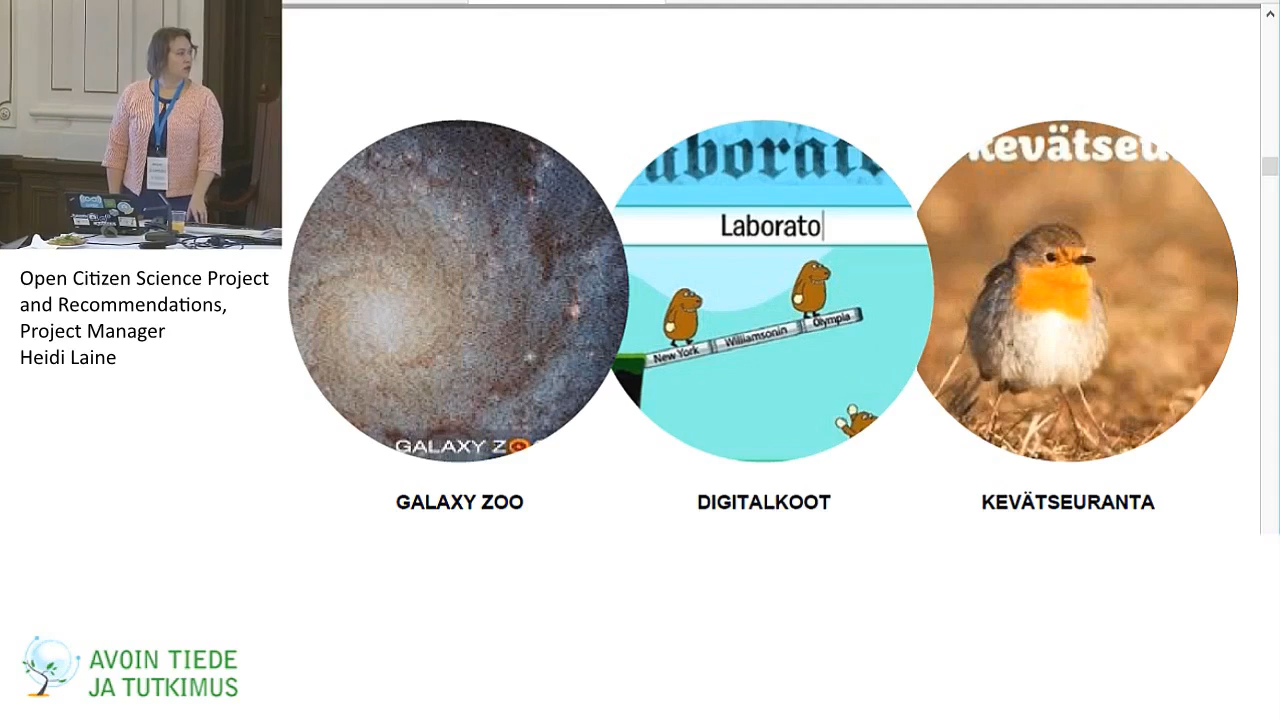 Open Citizen Science Project
and Recommendations,
Project Manager
Heidi Laine
aborat
Laborato
New York
Williamsonin
Olympia
GALAXY ZO
kevätseu
GALAXY ZOO
DIGITALKOOT
KEVÄTSEURANTA
AVOIN TIEDE
JA TUTKIMUS